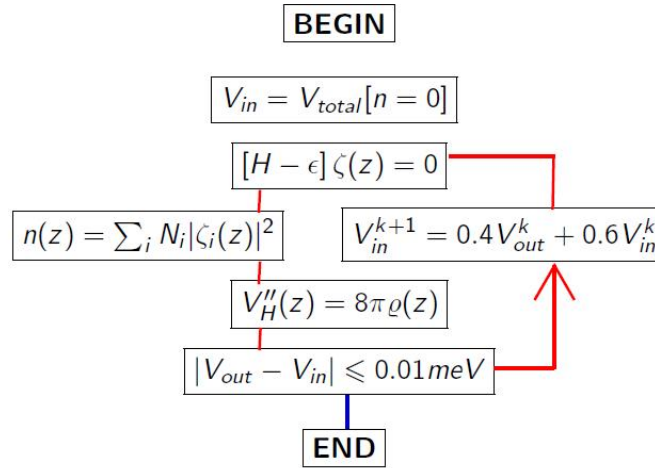 BEGIN
V_{in} = V_{total}[n = 0]
[H − ϵ] ζ(z) = 0
n(z) = ∑_i N_i|ζ_i(z)|^2
V_{in}^{k+1} = 0.4V_{out}^k + 0.6V_{in}^k
V_H''(z) = 8πϱ(z)
|V_{out} − V_{in}| ⩽ 0.01meV
END